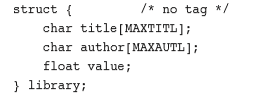 struct {          /* no tag */
    char title[MAXTITL];
    char author[MAXAUTL];
    float value;
} library;